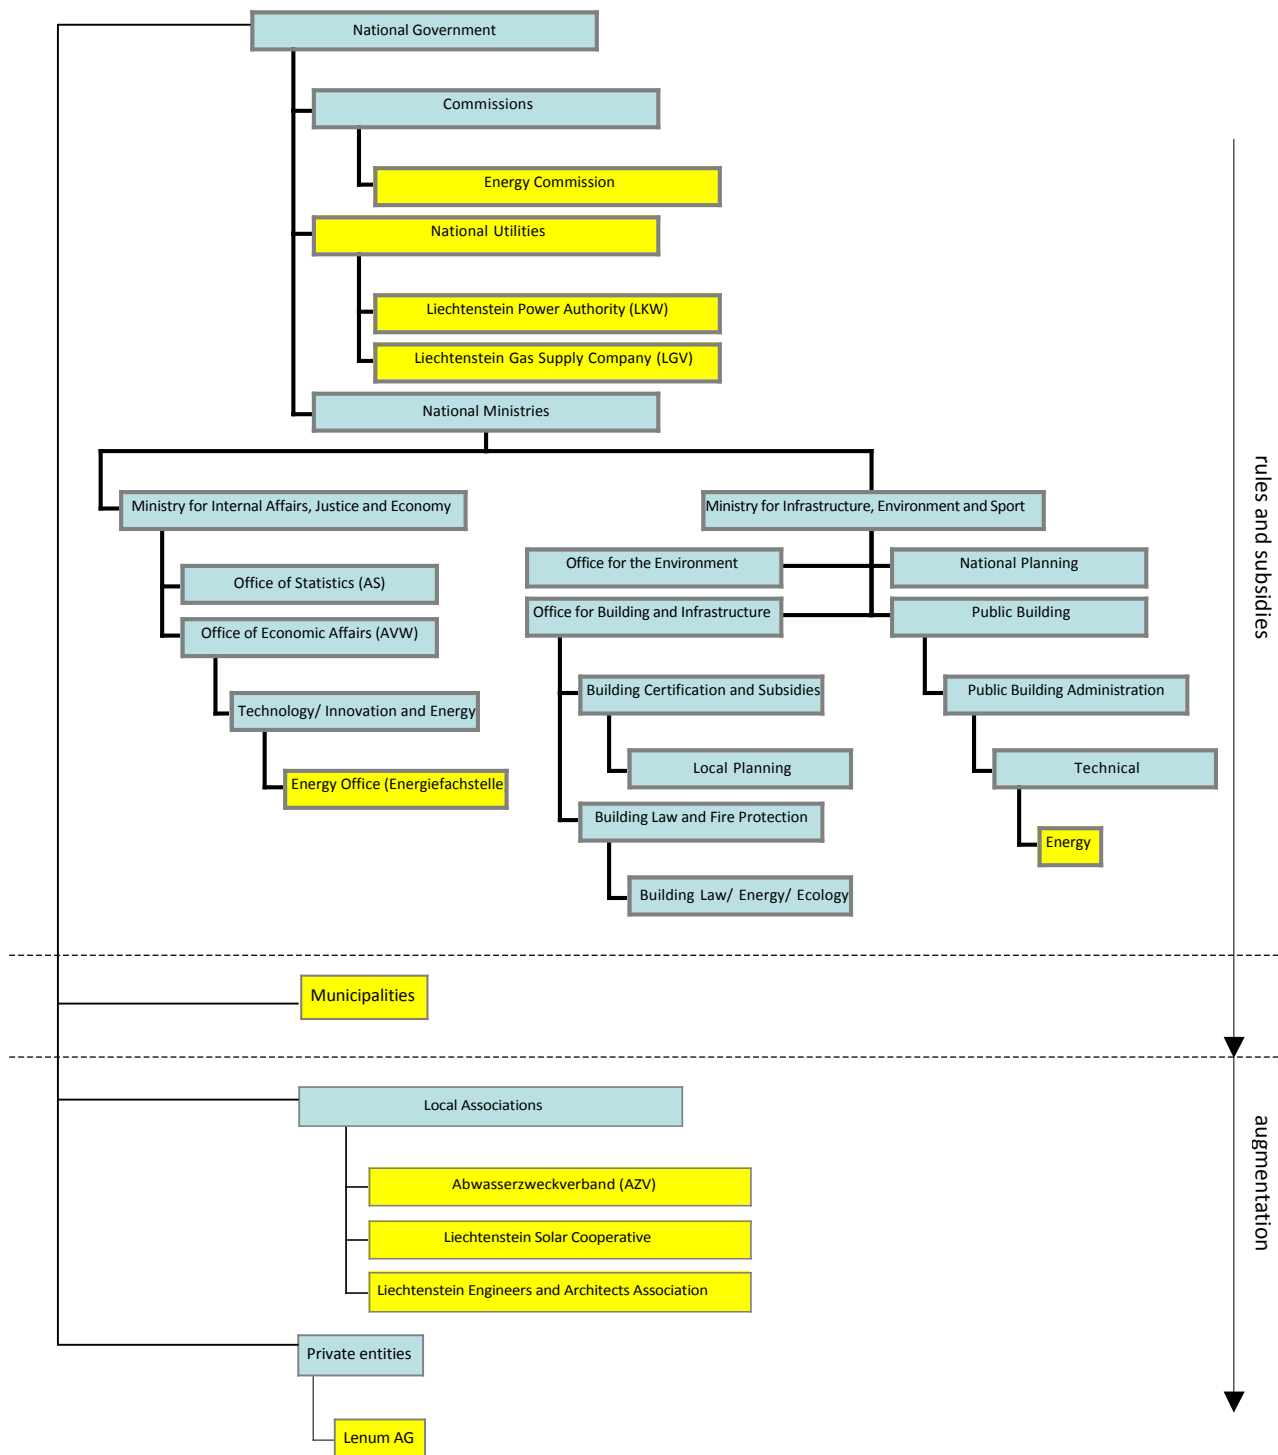 National Government
Commissions
Energy Commission
National Utilities
Liechtenstein Power Authority (LKW)
Liechtenstein Gas Supply Company (LGV)
National Ministries
Ministry for Internal Affairs, Justice and Economy
Ministry for Infrastructure, Environment and Sport
Office of Statistics (AS)
Office for the Environment
National Planning
Office of Economic Affairs (AVW)
Office for Building and Infrastructure
Public Building
Technology/ Innovation and Energy
Building Certification and Subsidies
Public Building Administration
Energy Office (Energiefachstelle
Local Planning
Technical
Building Law and Fire Protection
Energy
Building Law/ Energy/ Ecology
rules and subsidies
Municipalities
Local Associations
Abwasserzweckverband (AZV)
Liechtenstein Solar Cooperative
Liechtenstein Engineers and Architects Association
augmentation
Private entities
Lenum AG